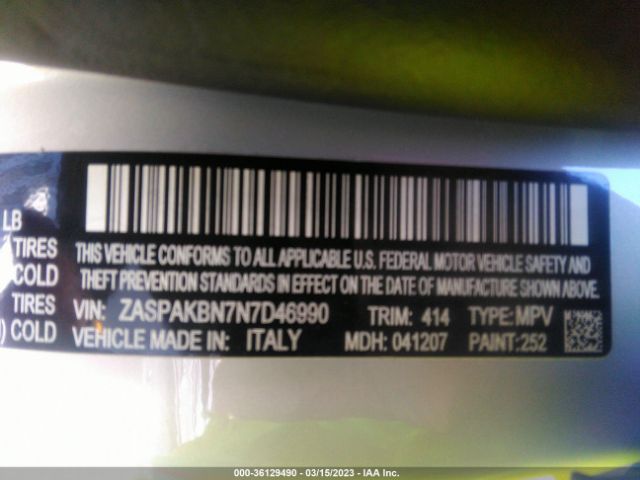 LB
TIRES
COLD
TIRES
) COLD
THIS VEHICLE CONFORMS TO ALL APPLICABLE U.S. FEDERAL MOTOR VEHICLE SAFETY AND
THEFT PREVENTION STANDARDS IN EFFECT ON THE DATE OF MANUFACTURE SHOWN ABOVE.
VIN: ZASPAKBN7N7D46990 TRIM: 414 TYPE: MPV
VEHICLE MADE IN: ITALY MDH: 041207 PAINT: 252
000-36129490 - 03/15/2023 - IAA Inc.